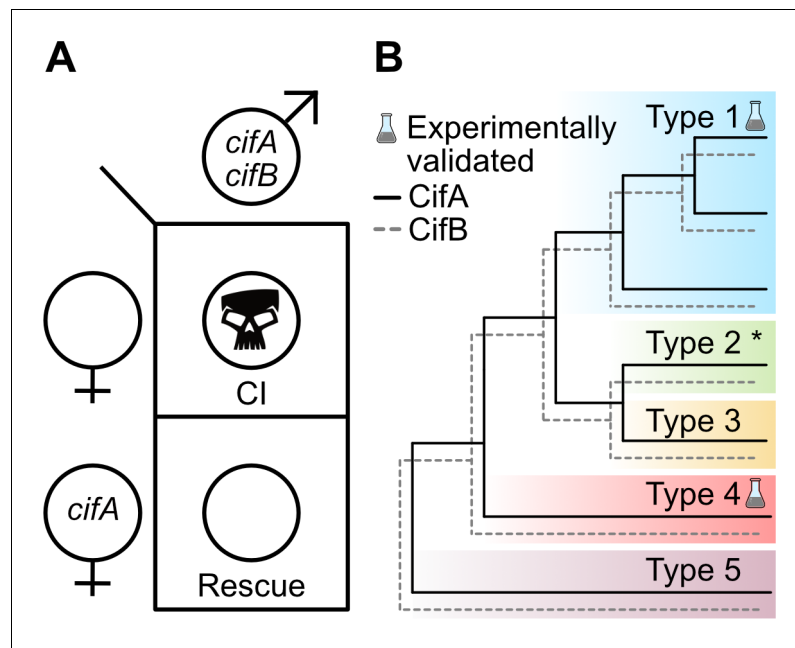 A
cifA
cifB
CI
cifA
Rescue
B
Experimentally
validated
CifA
CifB
Type 1
Type 2 *
Type 3
Type 4
Type 5